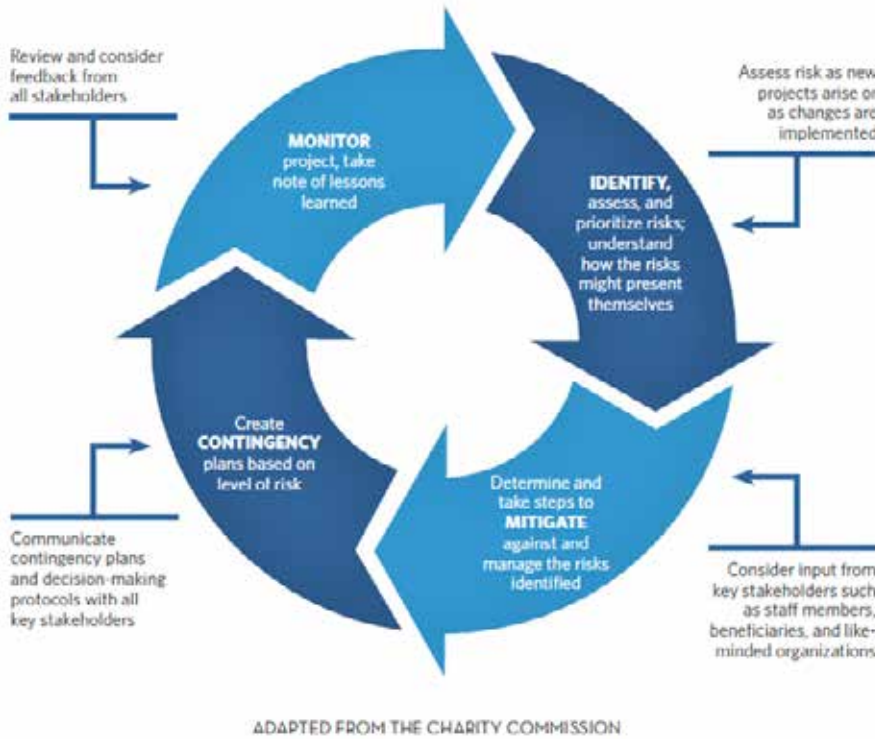 Review and consider
feedback from
all stakeholders
MONITOR
project, take
note of lessons
learned
Assess risk as new
projects arise or
as changes are
implemented
IDENTIFY,
assess, and
prioritize risks;
understand
how the risks
might present
themselves
Create
CONTINGENCY
plans based on
level of risk
Determine and
take steps to
MITIGATE
against and
manage the risks
identified
Communicate
contingency plans
and decision-making
protocols with all
key stakeholders
Consider input from
key stakeholders such
as staff members,
beneficiaries, and like-
minded organizations
ADAPTED FROM THE CHARITY COMMISSION